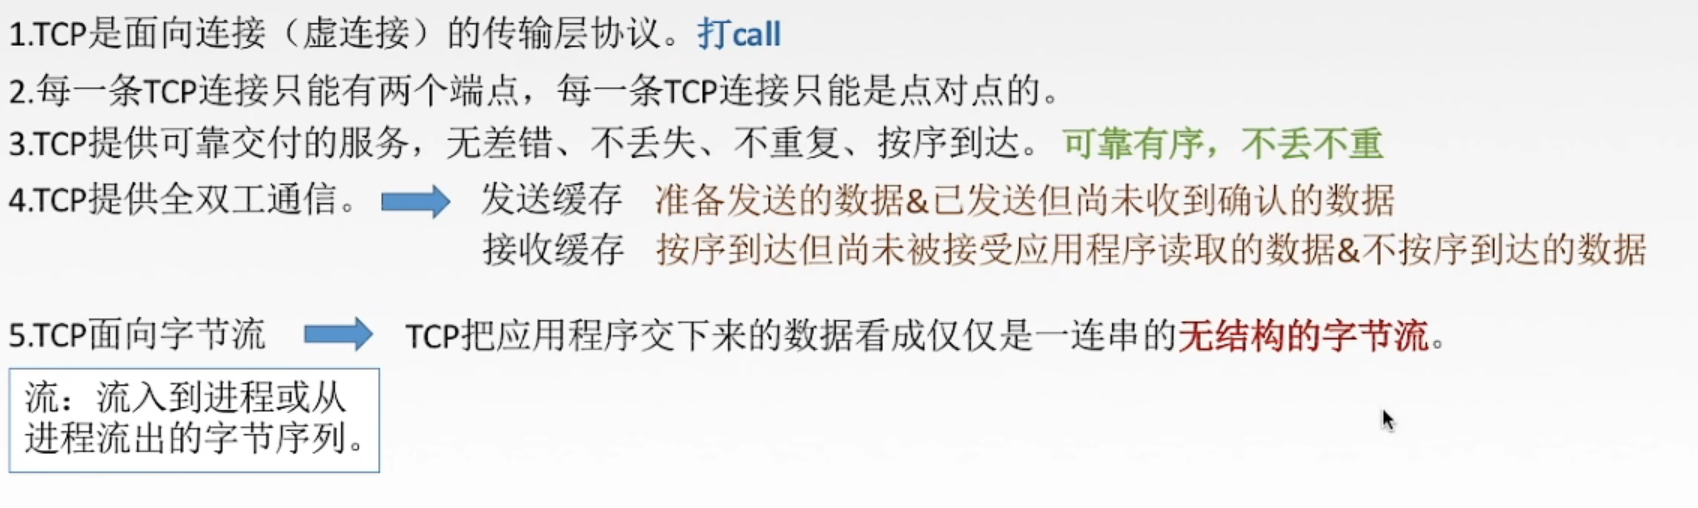 1.TCP是面向连接（虚连接）的传输层协议。打call
2.每一条TCP连接只能有两个端点，每一条TCP连接只能是点对点的。
3.TCP提供可靠交付的服务，无差错、不丢失、不重复、按序到达。可靠有序，不丢不重
4.TCP提供全双工通信。 发送缓存 准备发送的数据&已发送但尚未收到确认的数据
接收缓存 按序到达但尚未被接受应用程序读取的数据&不按序到达的数据
5.TCP面向字节流 TCP把应用程序交下来的数据看成仅仅是一连串的无结构的字节流。
流：流入到进程或从
进程流出的字节序列。